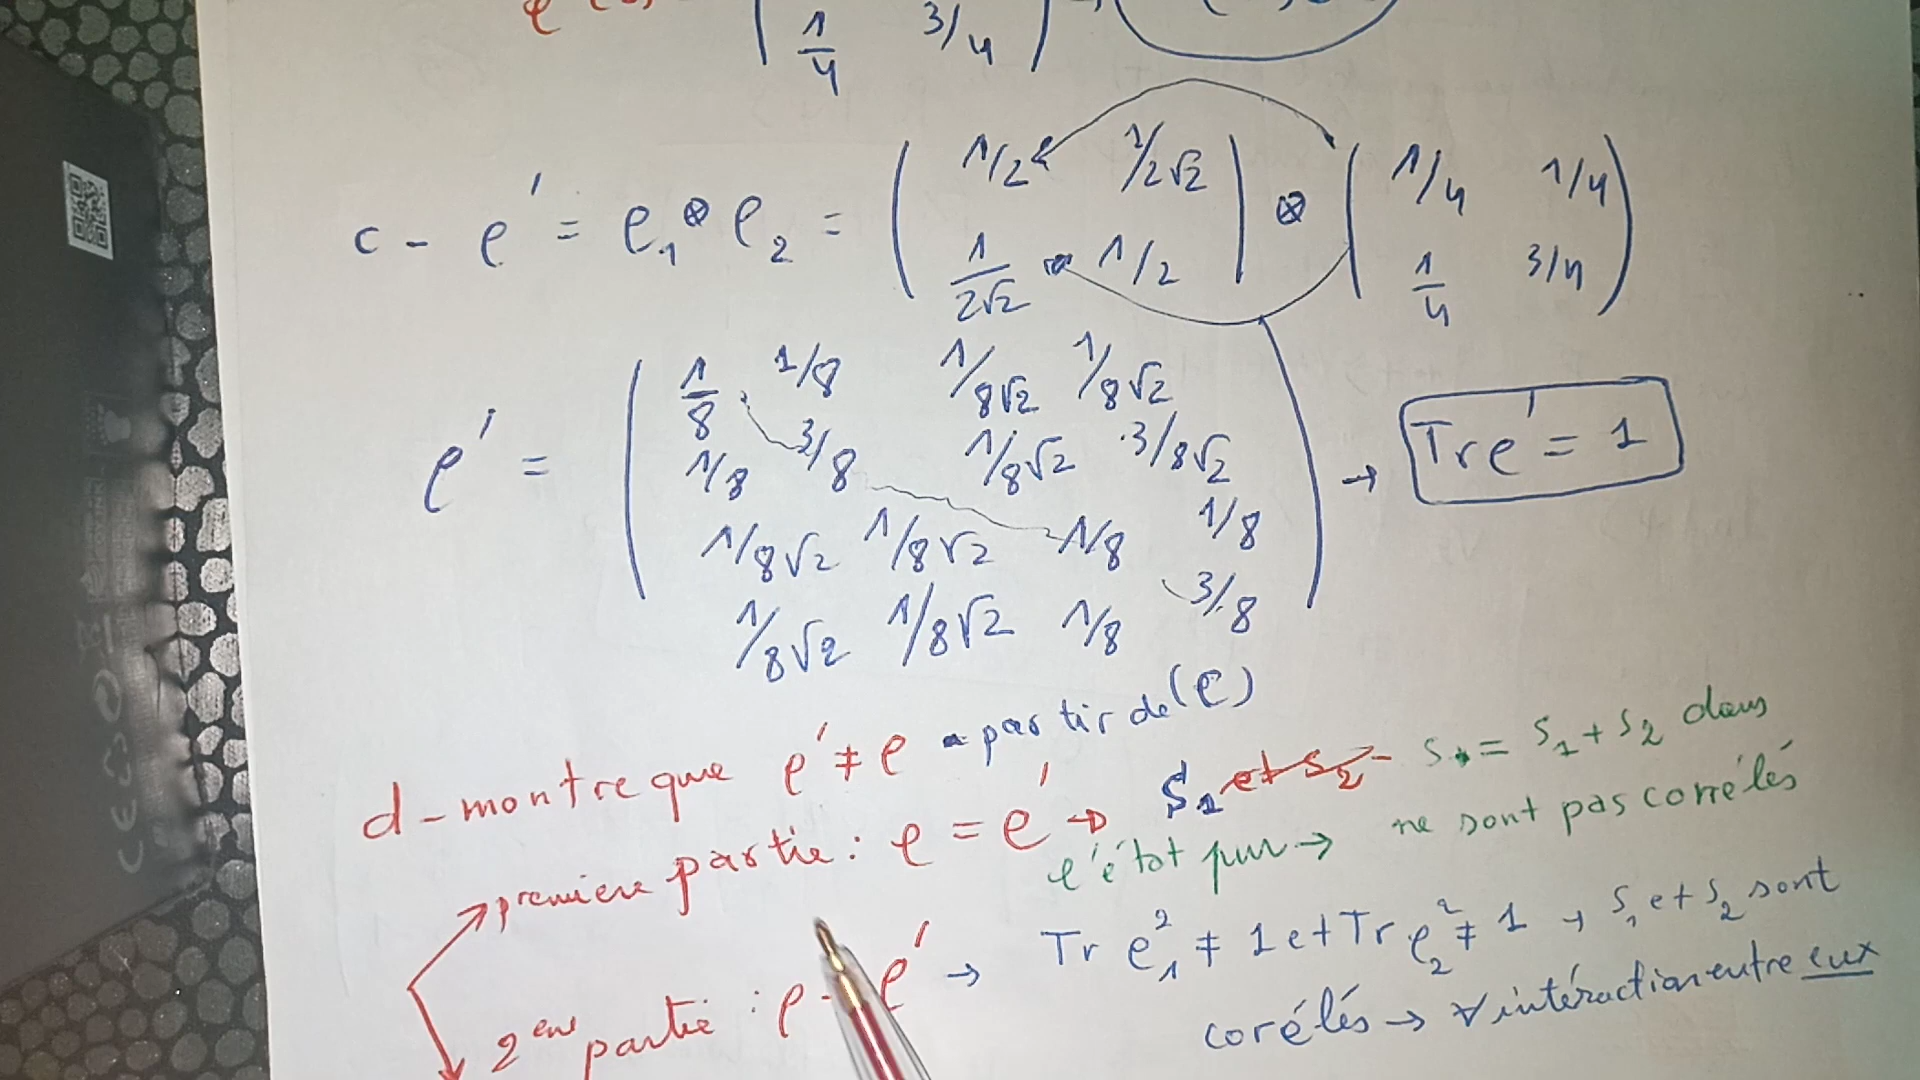 1/4 3/4
c - ρ' = ρ₁ ⊗ ρ₂ = ( 1/2 1/2√2 ; 1/2√2 1/2 ) ⊗ ( 1/4 1/4 ; 1/4 3/4 )
ρ' = ( 1/8 1/8 1/8√2 1/8√2
1/8 3/8 1/8√2 3/8√2
1/8√2 1/8√2 1/8 1/8
1/8√2 1/8√2 1/8 3/8 ) → Trρ' = 1
d - montre que ρ' ≠ ρ a partir de (ρ)
première partie : ρ = ρ' → S₁ et S₂ - S = S₁ + S₂ dans
l'état pur → ne sont pas corrélés
2ème partie : ρ ρ' → Tr ρ₁² ≠ 1 et Tr ρ₂² ≠ 1 → S₁ et S₂ sont
corélés → ∀ intéraction entre eux